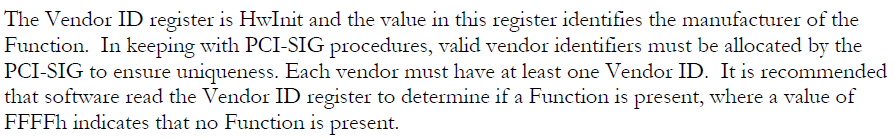 The Vendor ID register is HwInit and the value in this register identifies the manufacturer of the
Function.  In keeping with PCI-SIG procedures, valid vendor identifiers must be allocated by the
PCI-SIG to ensure uniqueness. Each vendor must have at least one Vendor ID.  It is recommended
that software read the Vendor ID register to determine if a Function is present, where a value of
FFFFh indicates that no Function is present.